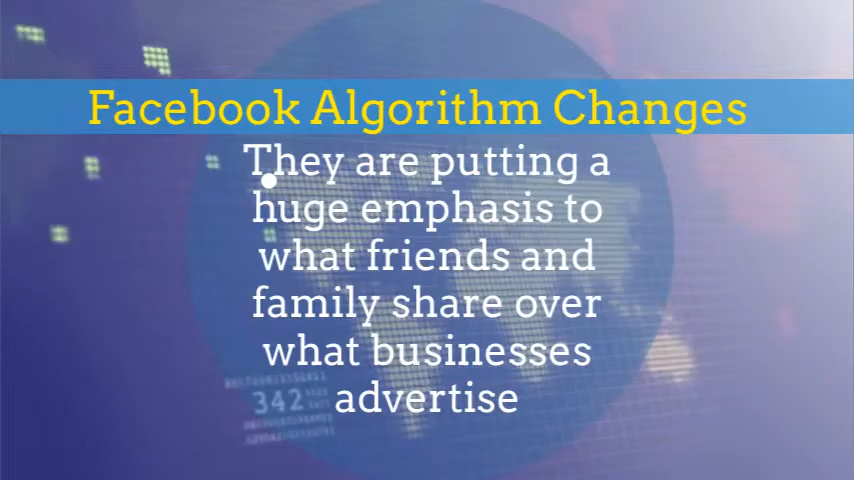 Facebook Algorithm Changes
They are putting a
huge emphasis to
what friends and
family share over
what businesses
advertise
342